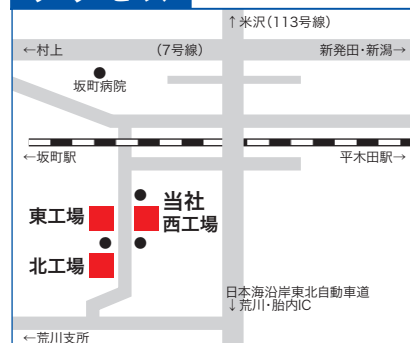 ↑米沢(113号線)
←村上
(7号線)
新発田・新潟→
坂町病院
←坂町駅
平木田駅→
東工場
当社
西工場
北工場
日本海沿岸東北自動車道
↓荒川・胎内IC
←荒川支所